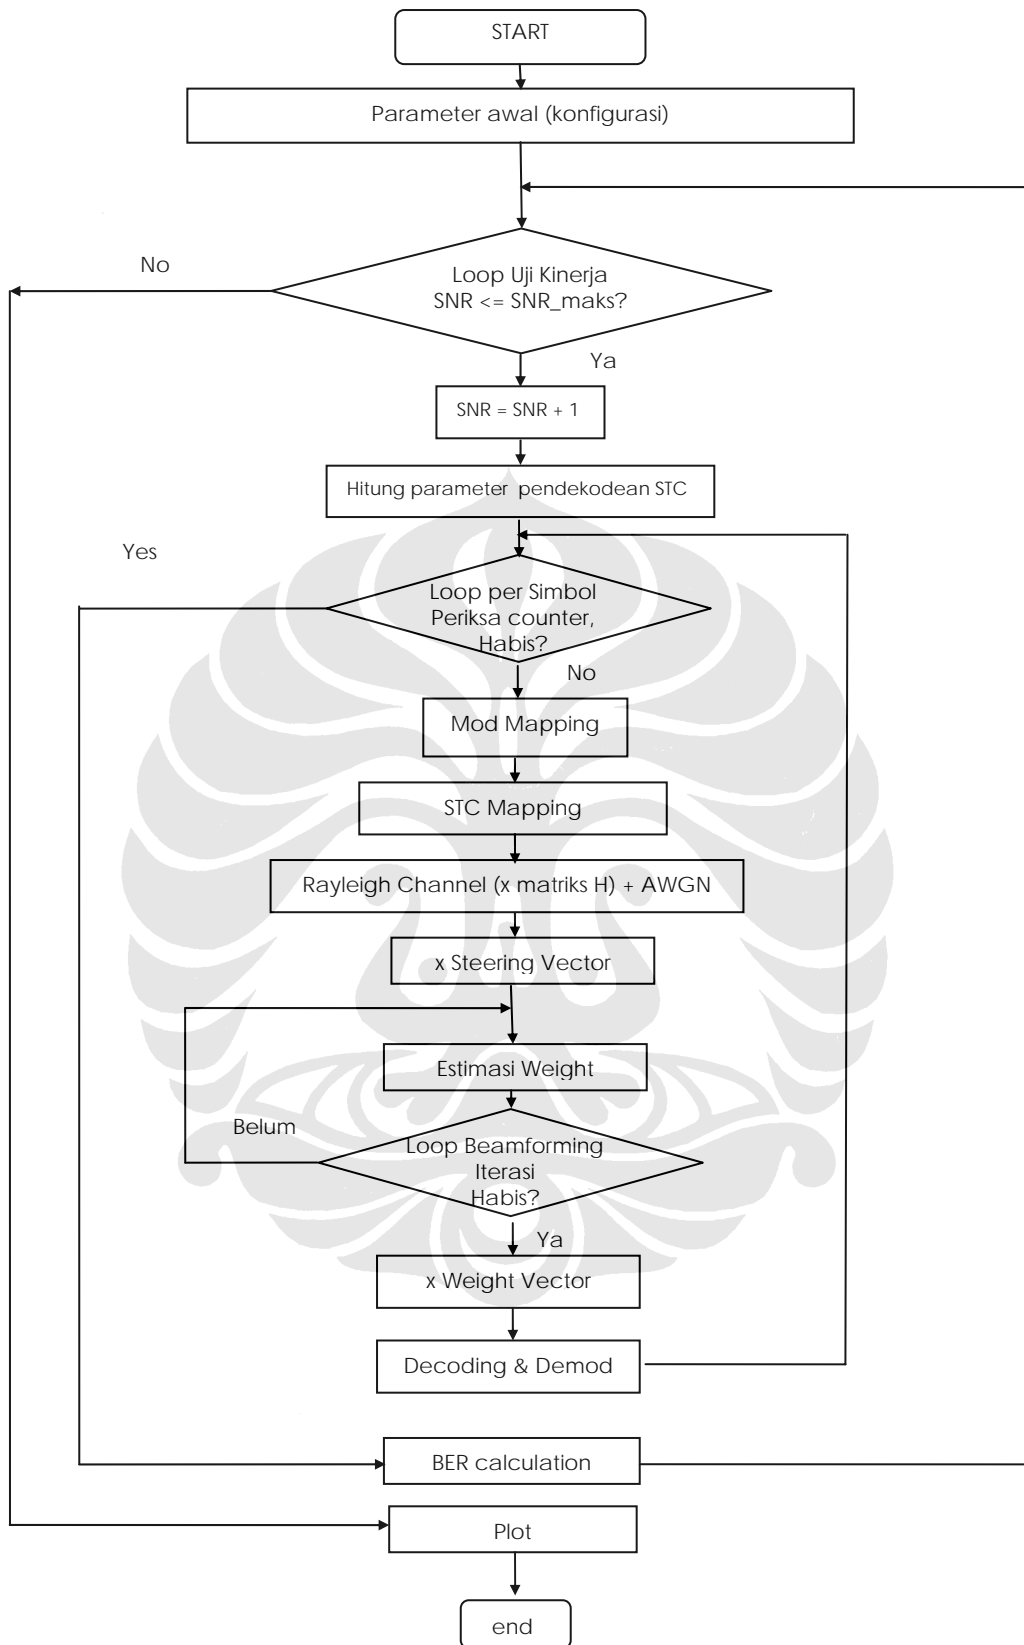 START
Parameter awal (konfigurasi)
No
Loop Uji Kinerja
SNR <= SNR_maks?
Ya
SNR = SNR + 1
Hitung parameter pendekodean STC
Yes
Loop per Simbol
Periksa counter,
Habis?
No
Mod Mapping
STC Mapping
Rayleigh Channel (x matriks H) + AWGN
x Steering Vector
Estimasi Weight
Belum
Loop Beamforming
Iterasi
Habis?
Ya
x Weight Vector
Decoding & Demod
BER calculation
Plot
end